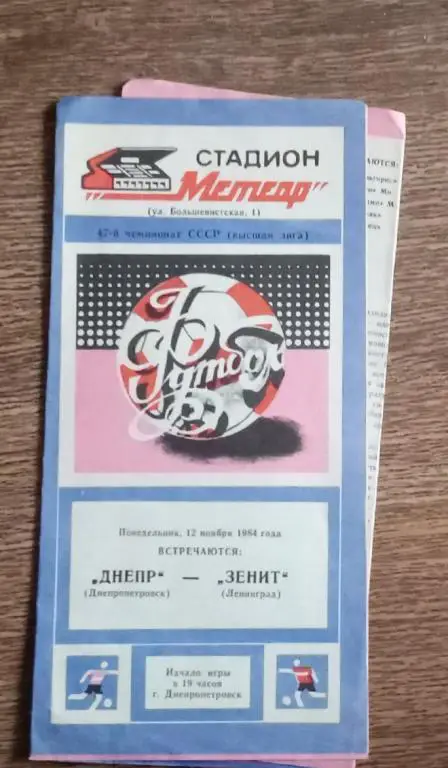 СТАДИОН
"Метеор"
(ул. Большевистская, 1)
47-й чемпионат СССР (высшая лига)
Футбол
Понедельник, 12 ноября 1984 года
ВСТРЕЧАЮТСЯ:
„ДНЕПР“ — „ЗЕНИТ“
(Днепропетровск) (Ленинград)
Начало игры
в 19 часов
г. Днепропетровск